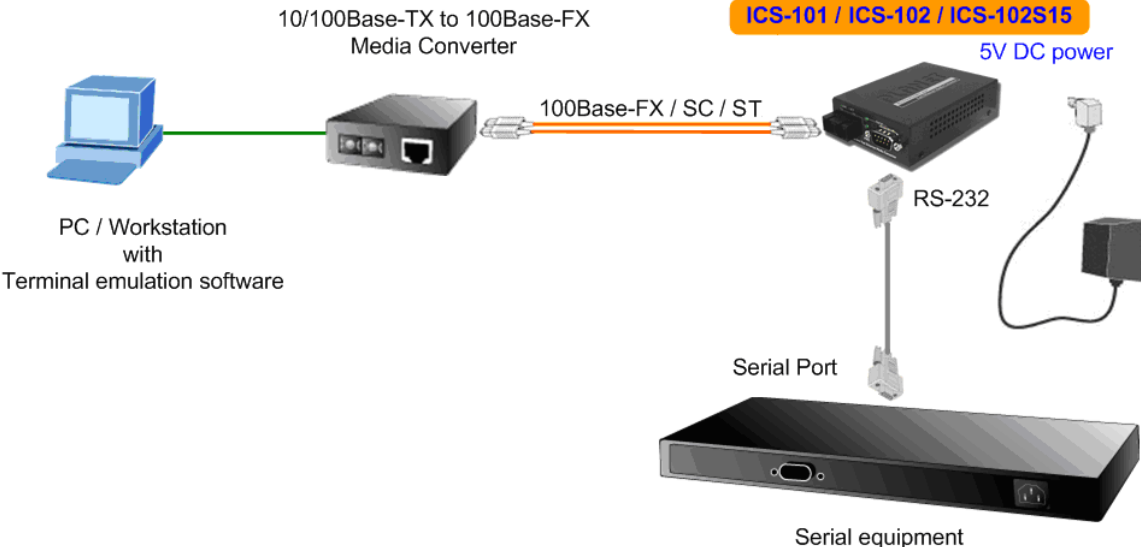 10/100Base-TX to 100Base-FX
Media Converter
ICS-101 / ICS-102 / ICS-102S15
5V DC power
100Base-FX / SC / ST
RS-232
PC / Workstation
with
Terminal emulation software
Serial Port
Serial equipment